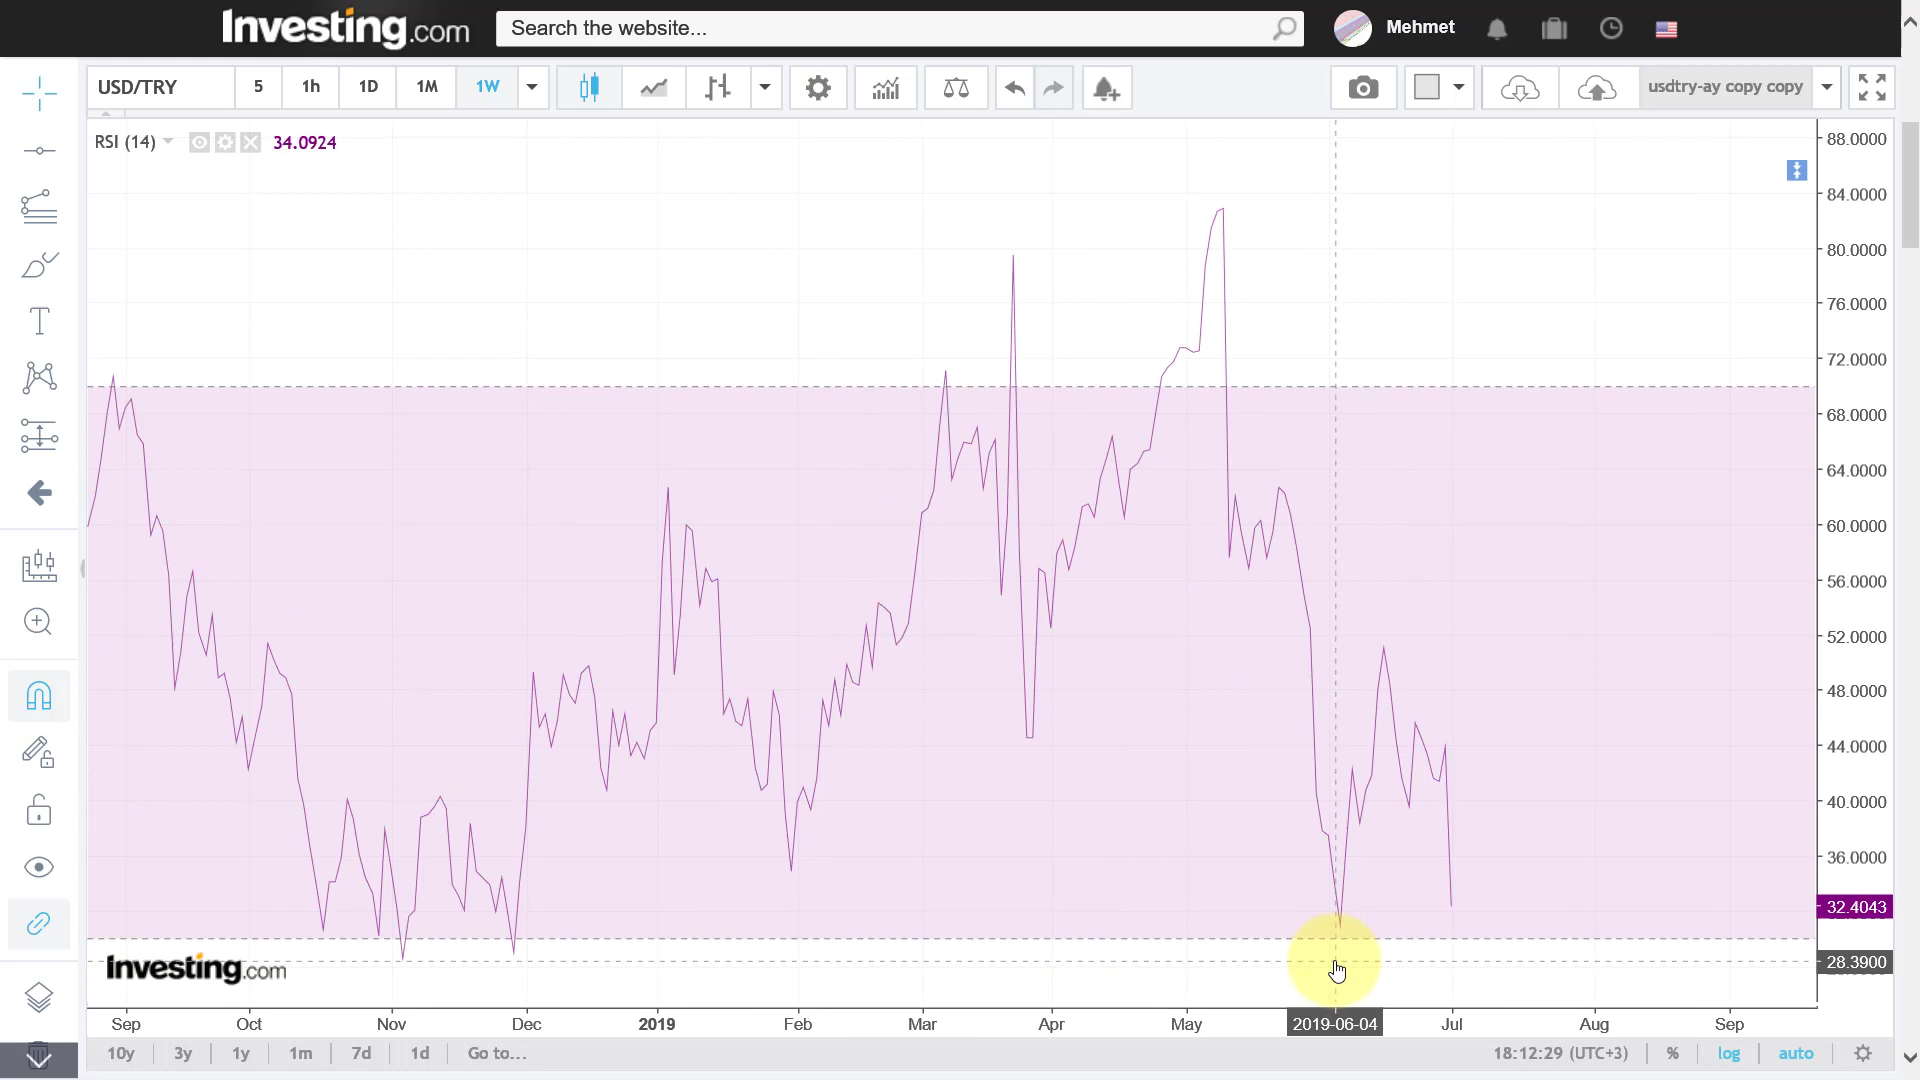 Investing.com
Search the website...
Mehmet
USD/TRY 5 1h 1D 1M 1W
usdtry-ay copy copy
RSI (14) 34.0924
88.0000
84.0000
80.0000
76.0000
72.0000
68.0000
64.0000
60.0000
56.0000
52.0000
48.0000
44.0000
40.0000
36.0000
32.4043
28.3900
Investing.com
Sep Oct Nov Dec 2019 Feb Mar Apr May 2019-06-04 Jul Aug Sep
10y 3y 1y 1m 7d 1d Go to... 18:12:29 (UTC+3) % log auto